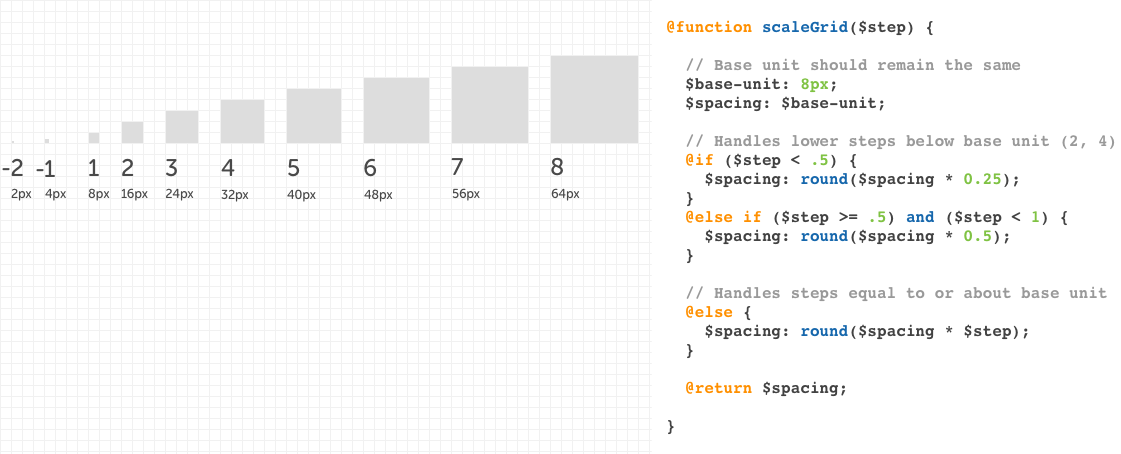 -2 -1 1 2 3 4 5 6 7 8
2px 4px 8px 16px 24px 32px 40px 48px 56px 64px
@function scaleGrid($step) {
// Base unit should remain the same
$base-unit: 8px;
$spacing: $base-unit;
// Handles lower steps below base unit (2, 4)
@if ($step < .5) {
$spacing: round($spacing * 0.25);
}
@else if ($step >= .5) and ($step < 1) {
$spacing: round($spacing * 0.5);
}
// Handles steps equal to or about base unit
@else {
$spacing: round($spacing * $step);
}
@return $spacing;
}